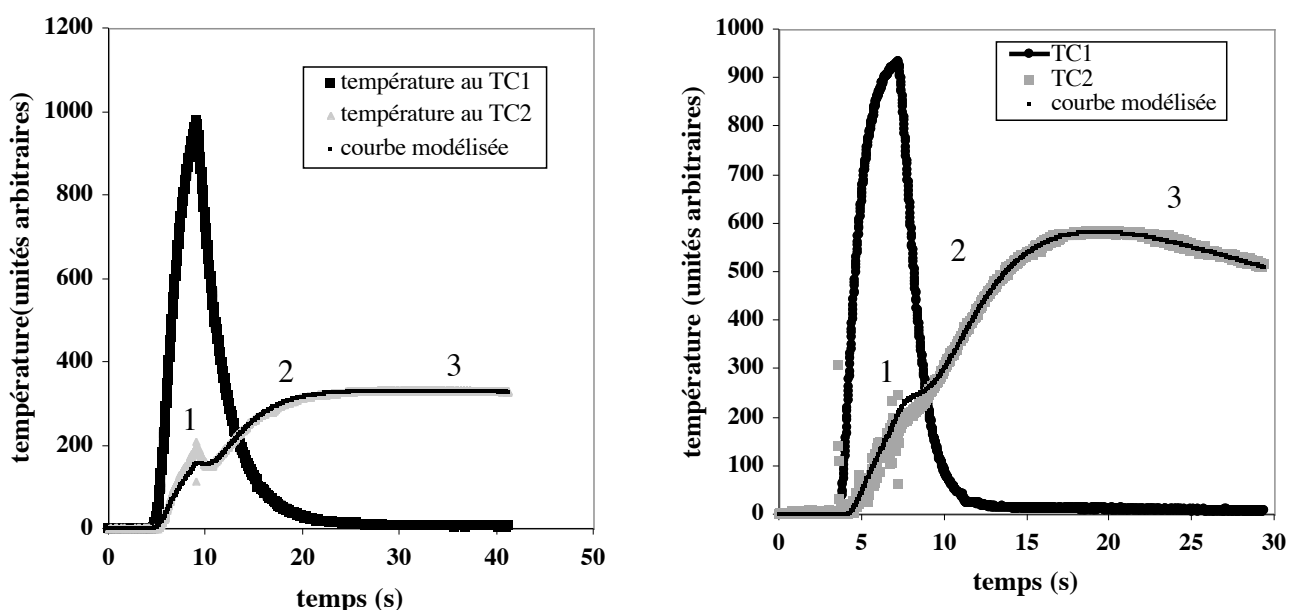 1200
1000
800
600
400
200
0
température(unités arbitraires)
température au TC1
température au TC2
courbe modélisée
1
2
3
0 10 20 30 40 50
temps (s)
1000
900
800
700
600
500
400
300
200
100
0
température (unités arbitraires)
TC1
TC2
courbe modélisée
1
2
3
0 5 10 15 20 25 30
temps (s)